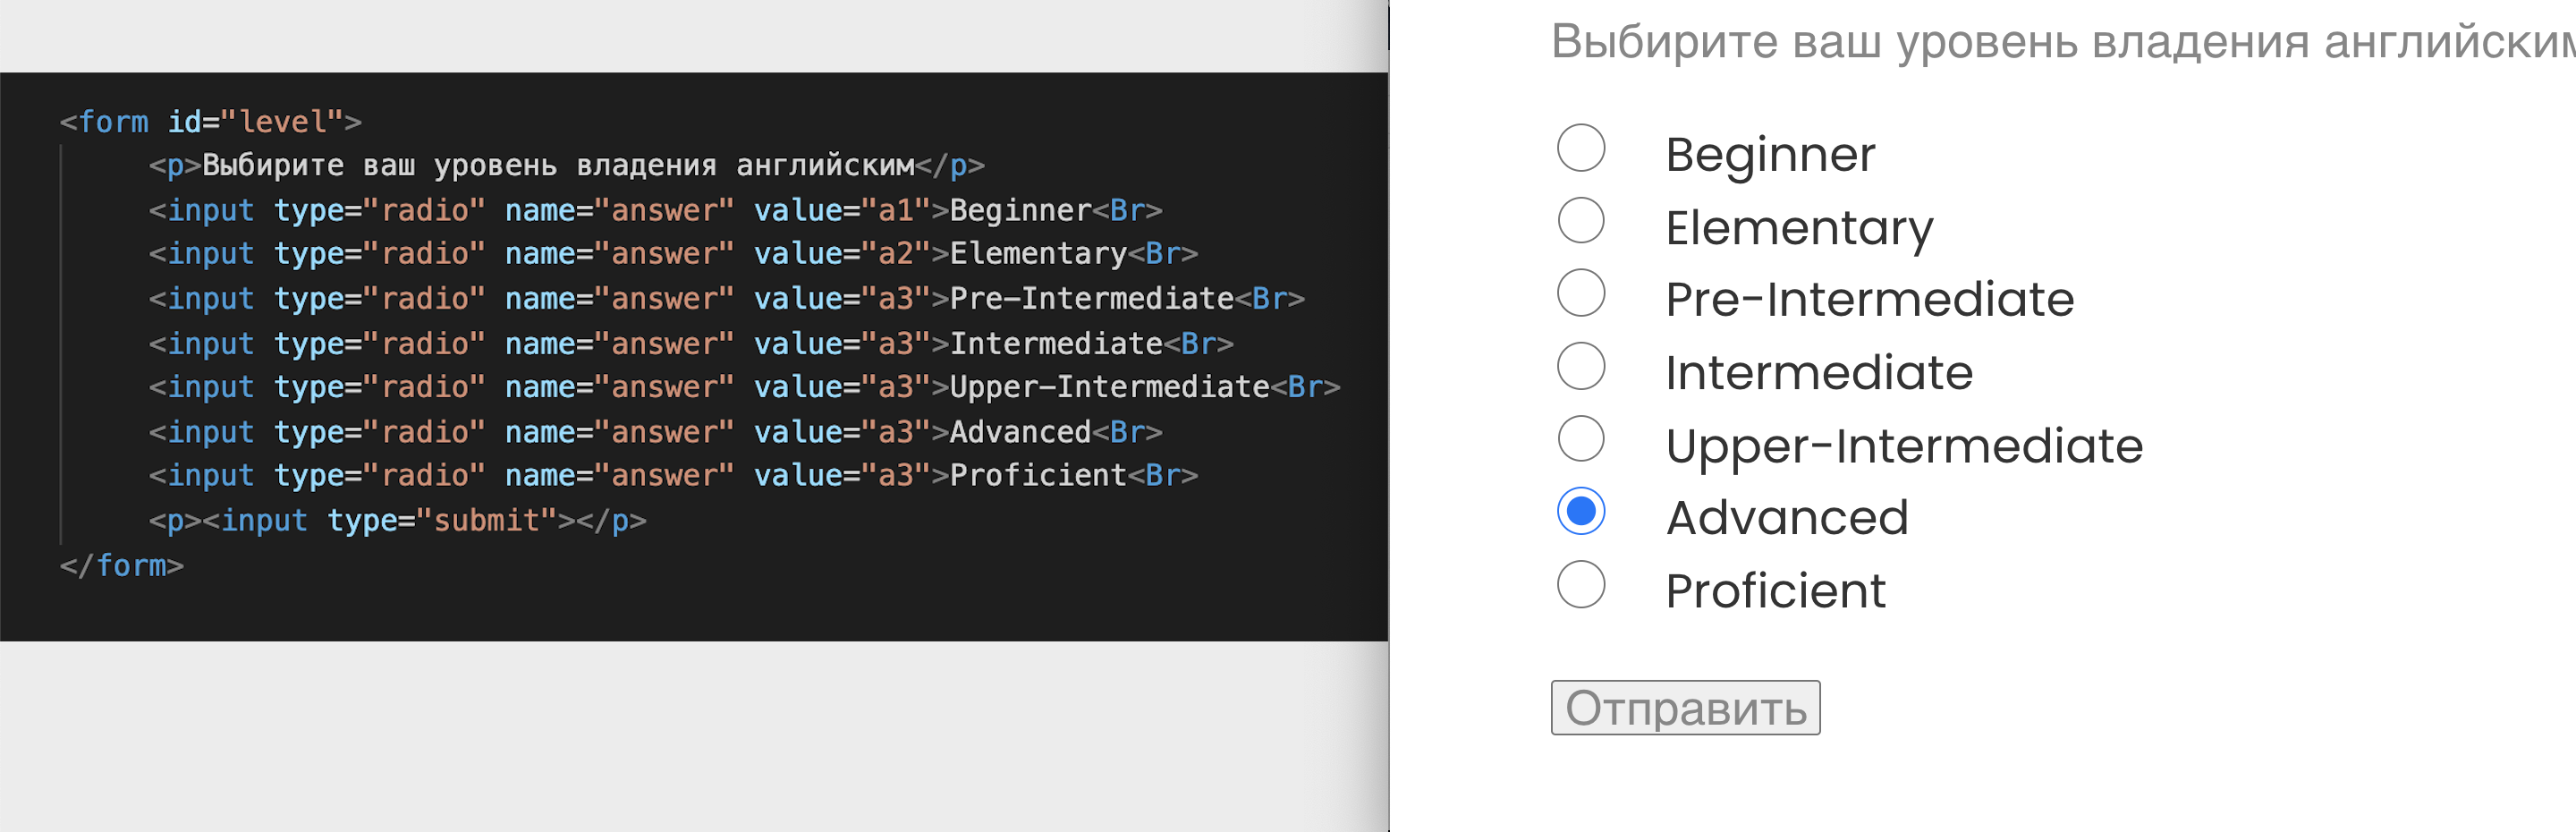 <form id="level">
<p>Выбирите ваш уровень владения английским</p>
<input type="radio" name="answer" value="a1">Beginner<Br>
<input type="radio" name="answer" value="a2">Elementary<Br>
<input type="radio" name="answer" value="a3">Pre-Intermediate<Br>
<input type="radio" name="answer" value="a3">Intermediate<Br>
<input type="radio" name="answer" value="a3">Upper-Intermediate<Br>
<input type="radio" name="answer" value="a3">Advanced<Br>
<input type="radio" name="answer" value="a3">Proficient<Br>
<p><input type="submit"></p>
</form>
Выбирите ваш уровень владения английским
Beginner
Elementary
Pre-Intermediate
Intermediate
Upper-Intermediate
Advanced
Proficient
Отправить